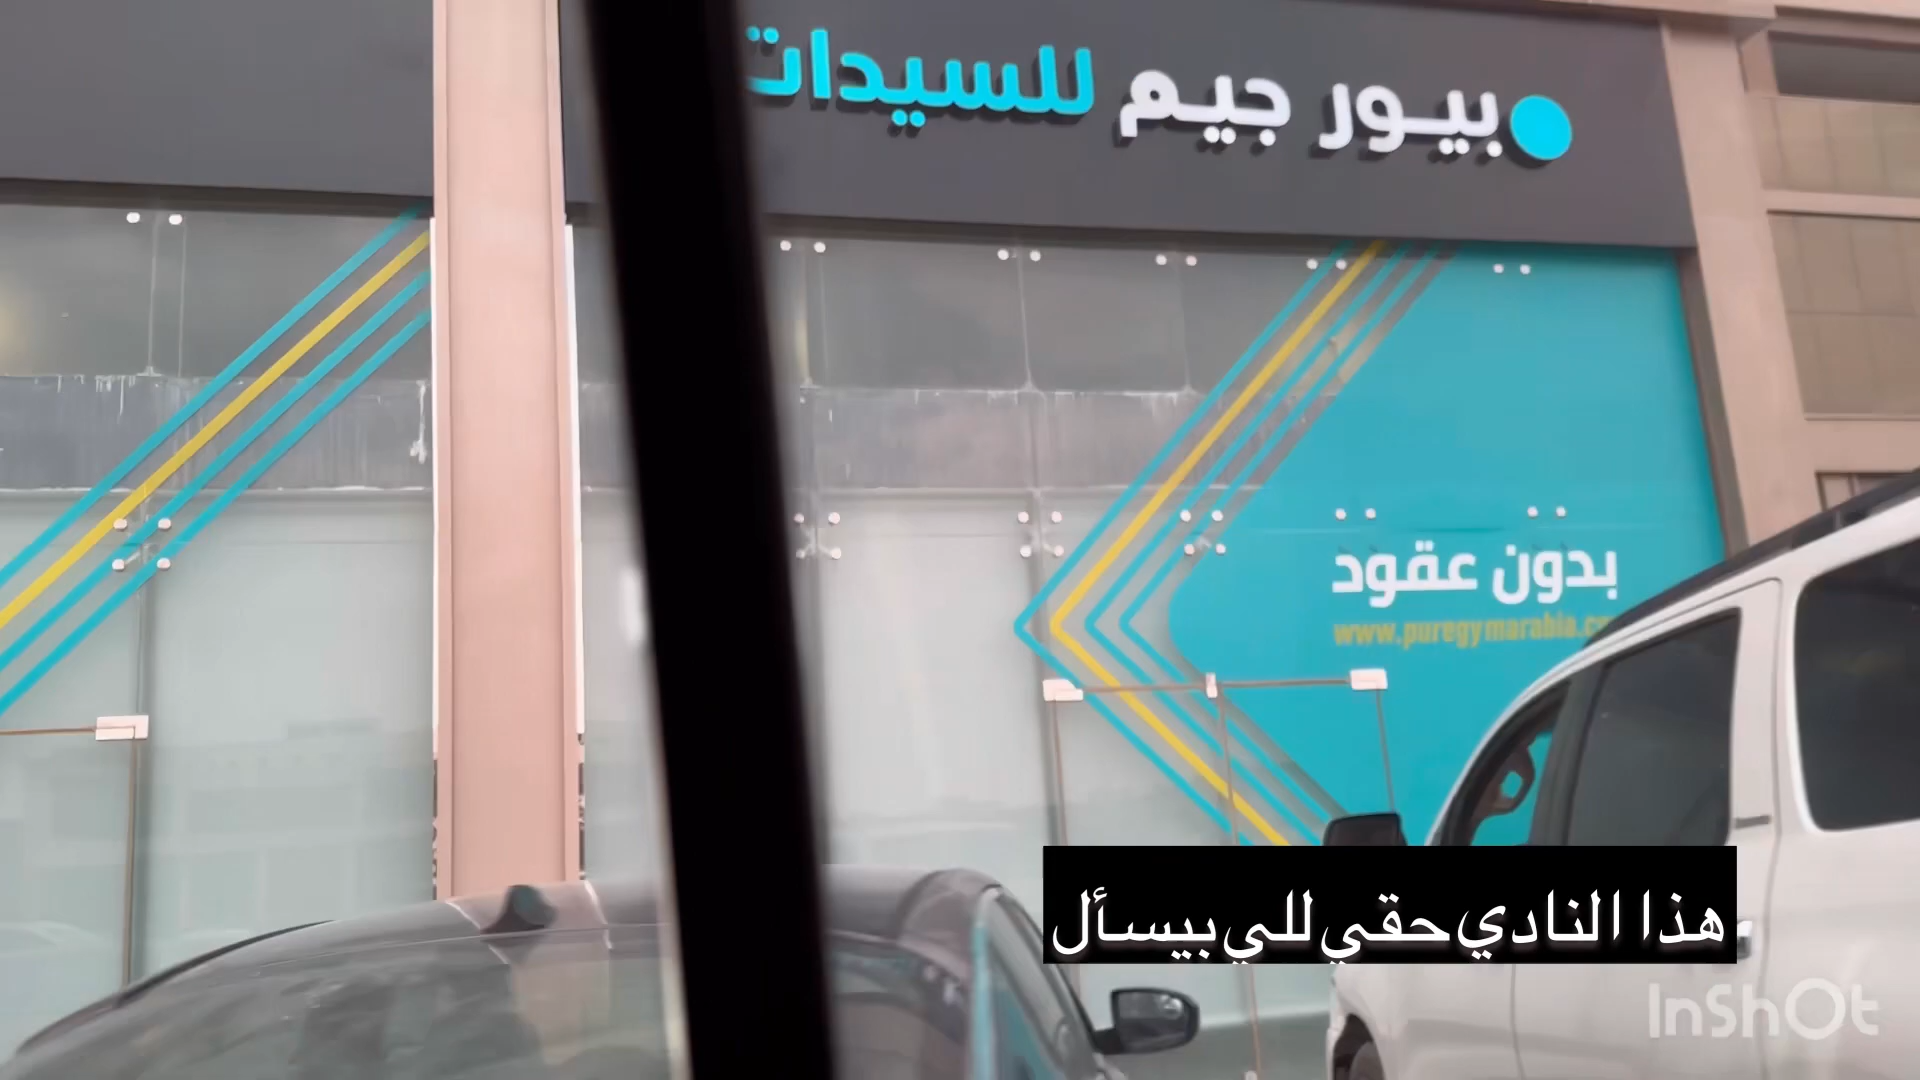 بيور جيم للسيدات
بدون عقود
www.puregymarabia.c
هذا النادي حقي للي بيسأل
InShOt